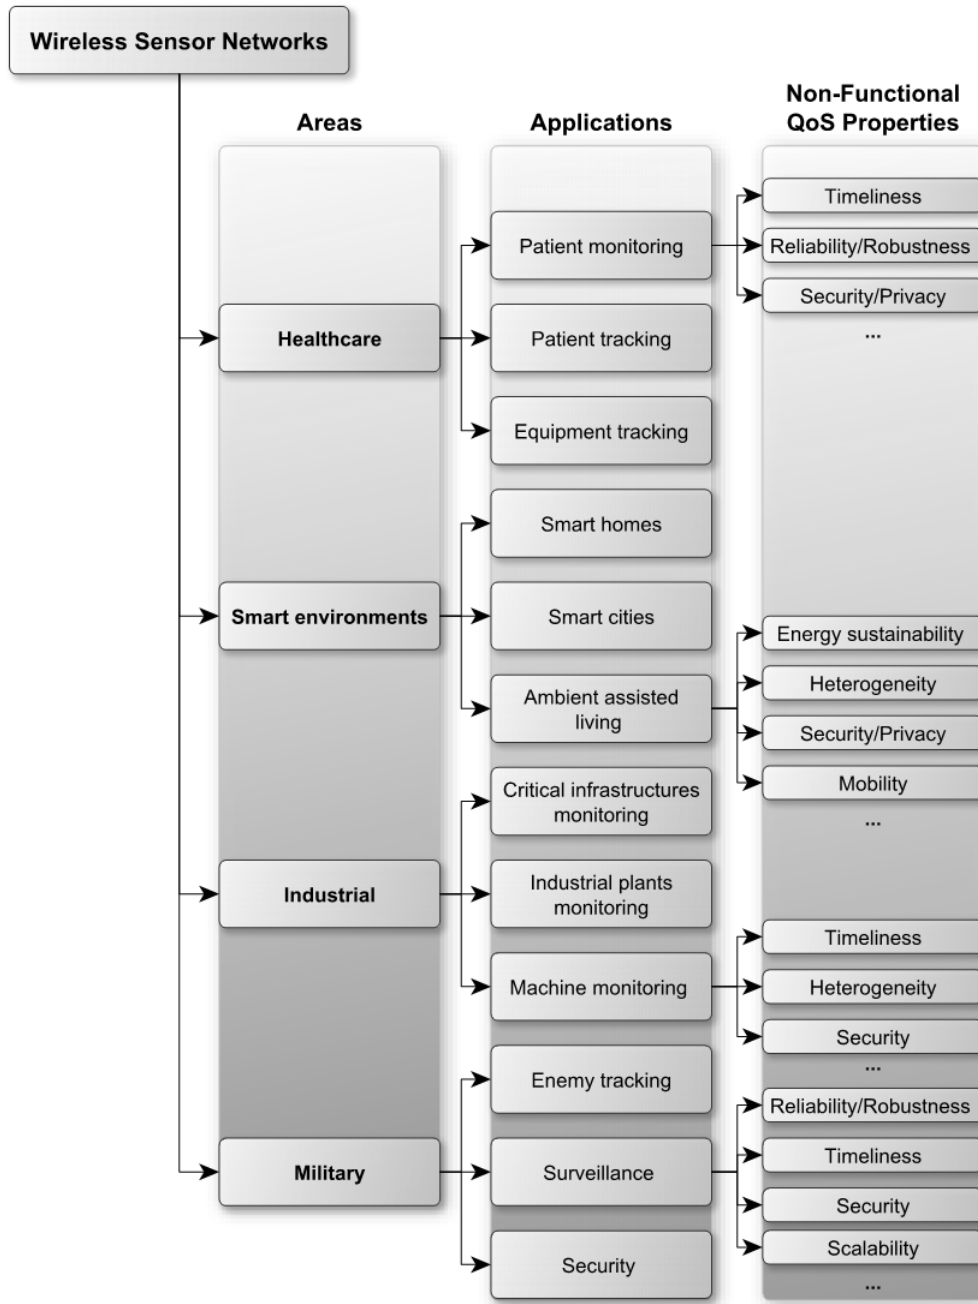 Wireless Sensor Networks
Areas
Applications
Non-Functional
QoS Properties
Healthcare
Smart environments
Industrial
Military
Patient monitoring
Patient tracking
Equipment tracking
Smart homes
Smart cities
Ambient assisted
living
Critical infrastructures
monitoring
Industrial plants
monitoring
Machine monitoring
Enemy tracking
Surveillance
Security
Timeliness
Reliability/Robustness
Security/Privacy
...
Energy sustainability
Heterogeneity
Security/Privacy
Mobility
...
Timeliness
Heterogeneity
Security
...
Reliability/Robustness
Timeliness
Security
Scalability
...